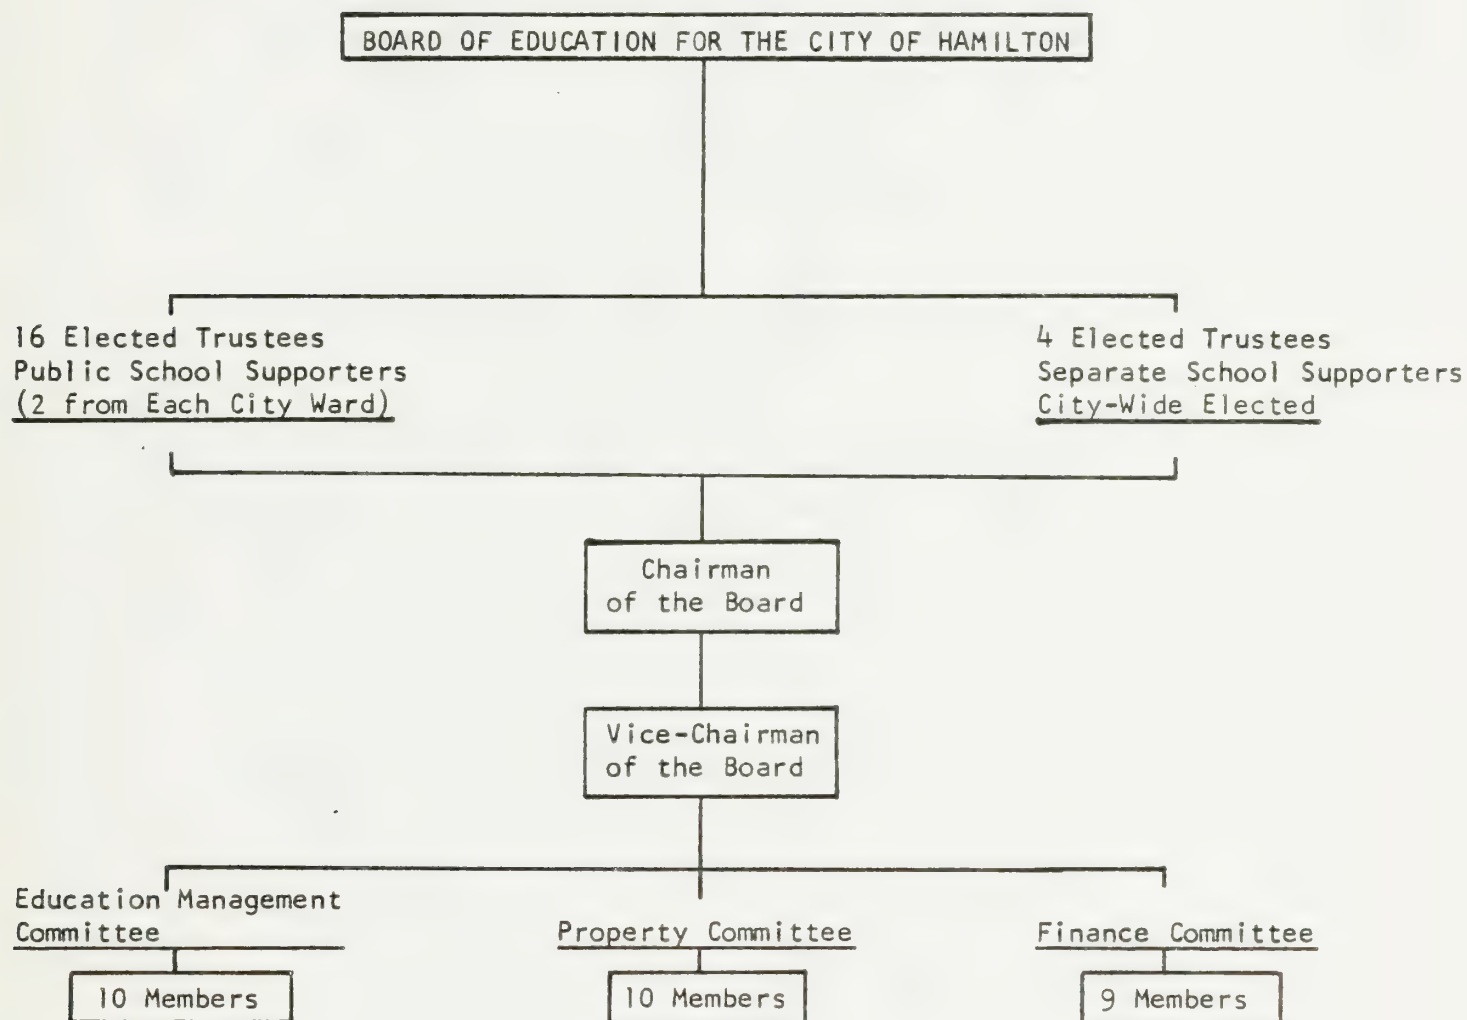 BOARD OF EDUCATION FOR THE CITY OF HAMILTON
16 Elected Trustees
Public School Supporters
(2 from Each City Ward)
4 Elected Trustees
Separate School Supporters
City-Wide Elected
Chairman
of the Board
Vice-Chairman
of the Board
Education Management
Committee
Property Committee
Finance Committee
10 Members
10 Members
9 Members